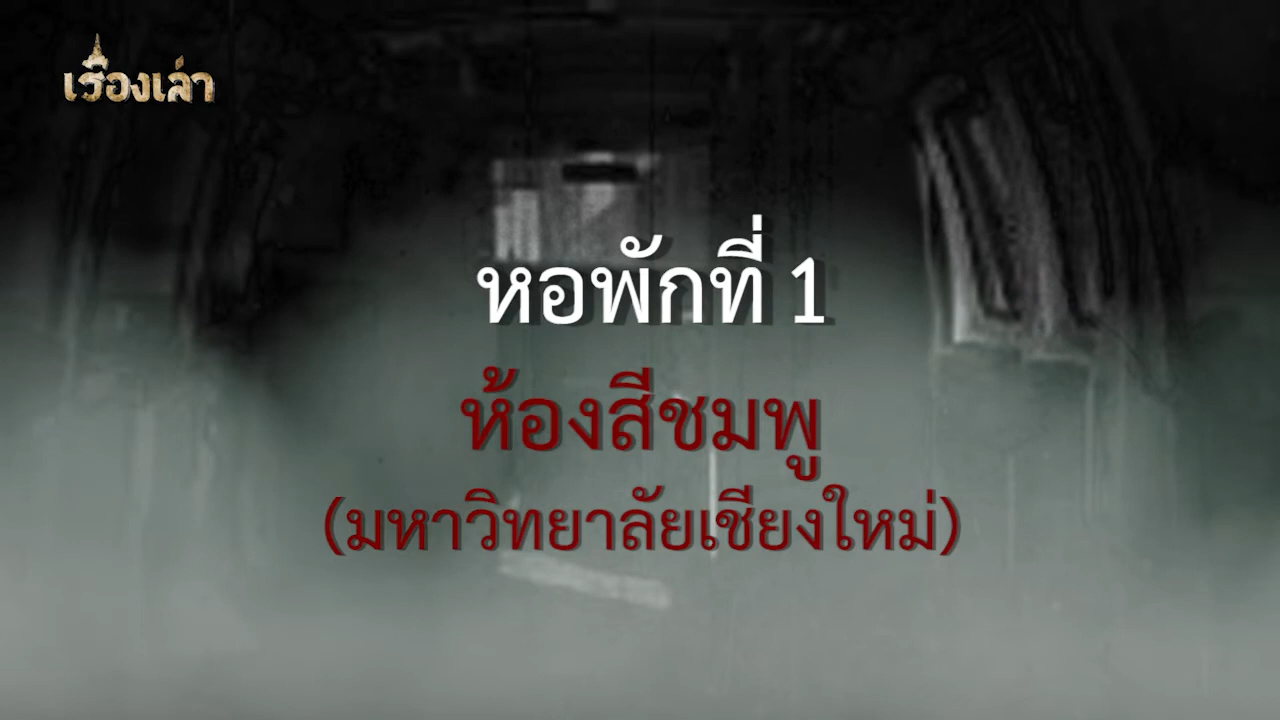 เรื่องเล่า
หอพักที่ 1
ห้องสีชมพู
(มหาวิทยาลัยเชียงใหม่)